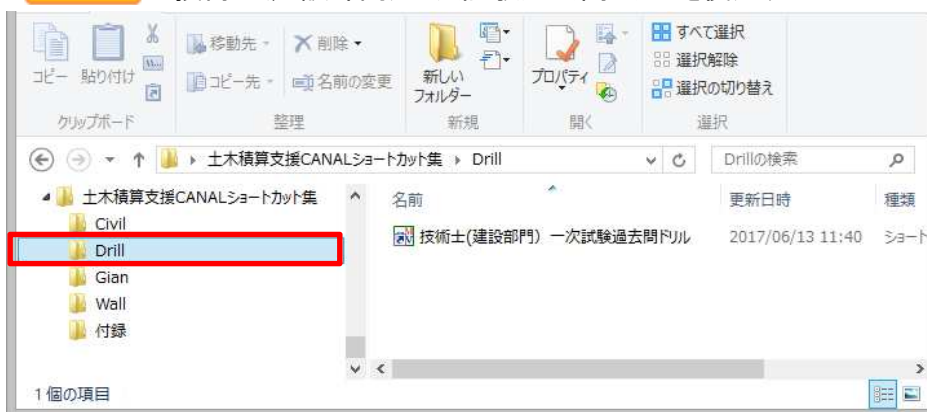 コピー 貼り付け
移動先
コピー先
削除
名前の変更
新しい
フォルダー
プロパティ
すべて選択
選択解除
選択の切り替え
クリップボード 整理 新規 開く 選択
土木積算支援CANALショートカット集 Drill
Drillの検索
土木積算支援CANALショートカット集
Civil
Drill
Gian
Wall
付録
名前 更新日時 種類
技術士(建設部門) 一次試験過去問ドリル 2017/06/13 11:40 ショート
1 個の項目